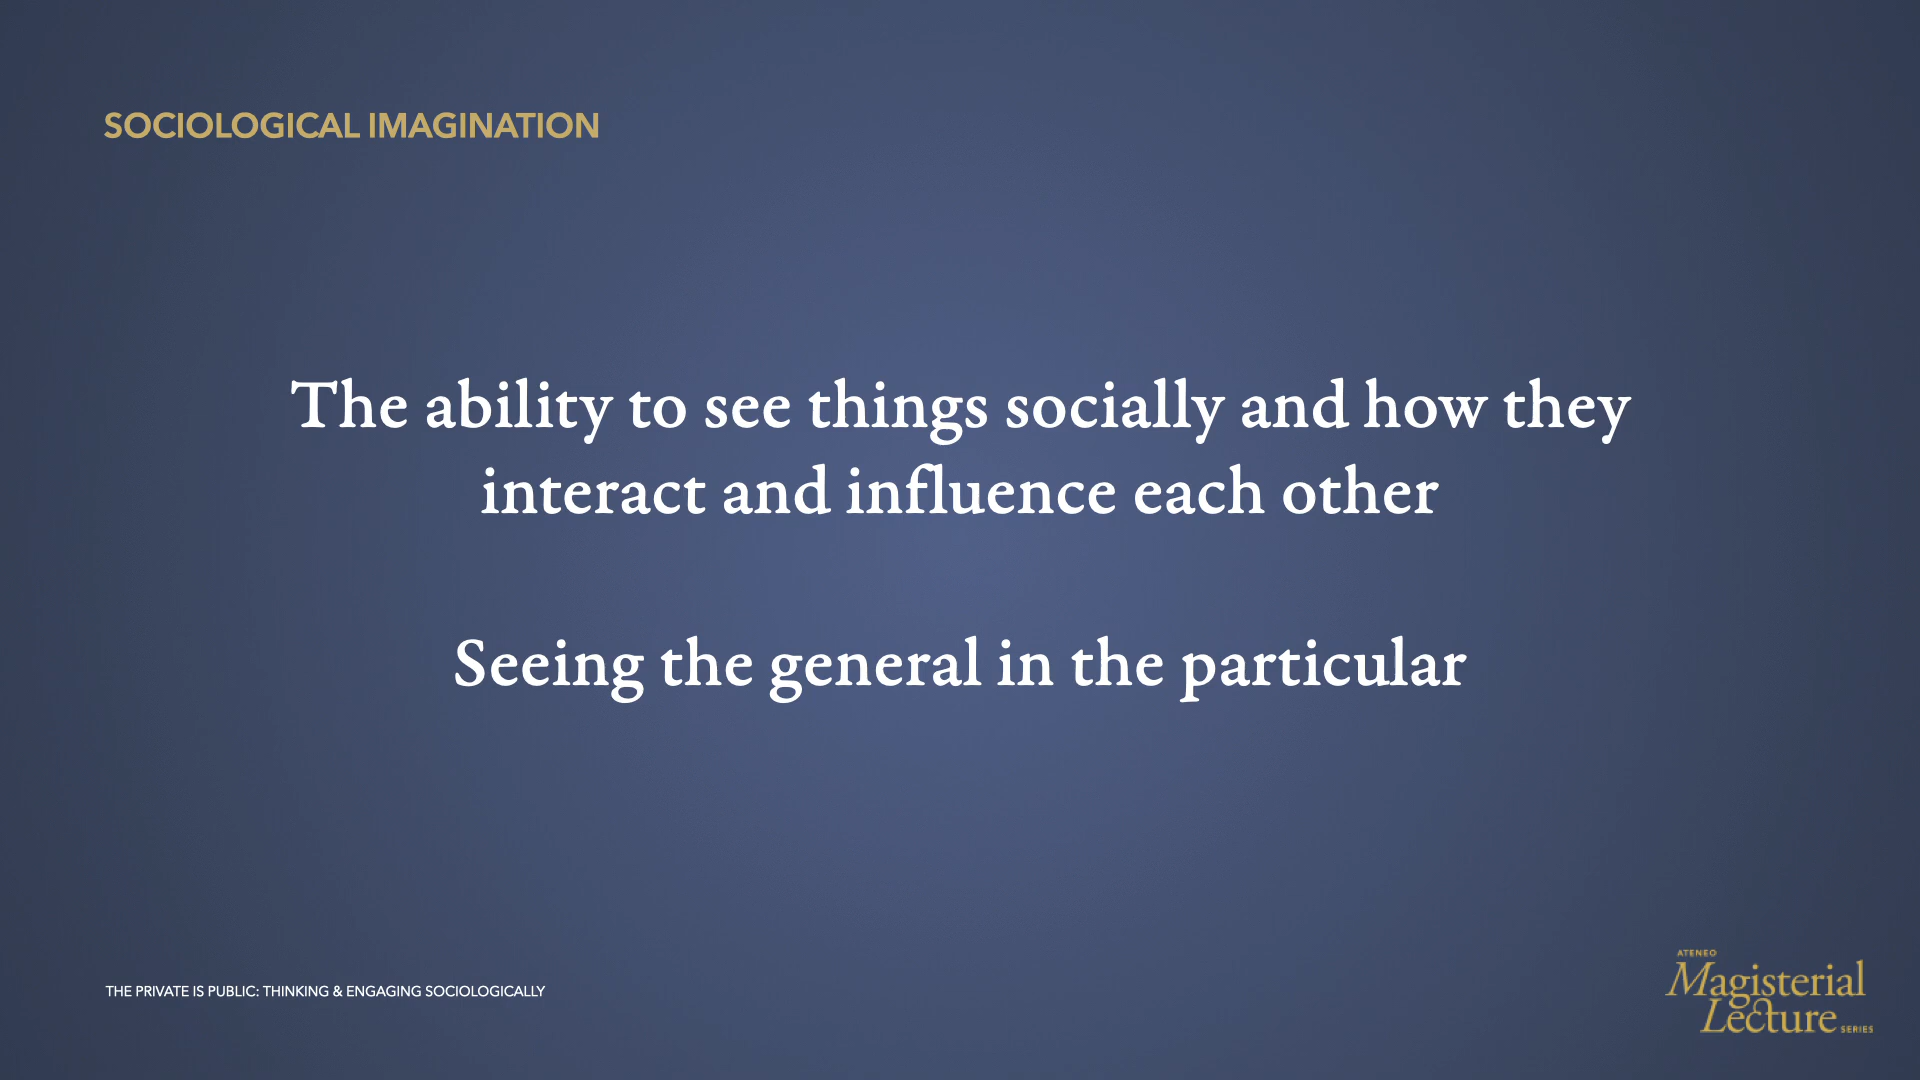 SOCIOLOGICAL IMAGINATION
The ability to see things socially and how they
interact and influence each other
Seeing the general in the particular
THE PRIVATE IS PUBLIC: THINKING & ENGAGING SOCIOLOGICALLY
ATENEO
Magisterial
Lecture SERIES